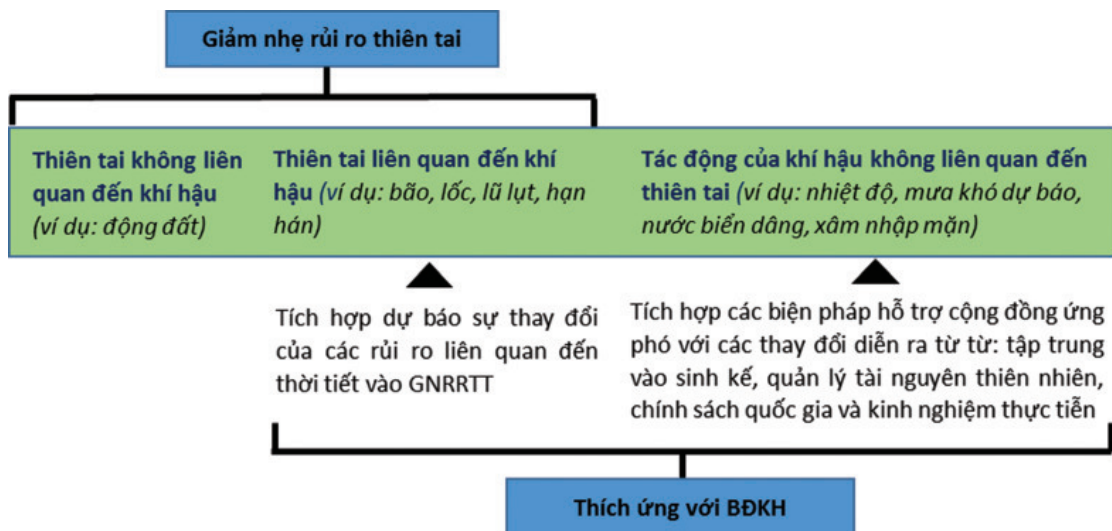 Giảm nhẹ rủi ro thiên tai
Thiên tai không liên
quan đến khí hậu
(ví dụ: động đất)
Thiên tai liên quan đến khí
hậu (ví dụ: bão, lốc, lũ lụt, hạn
hán)
Tác động của khí hậu không liên quan đến
thiên tai (ví dụ: nhiệt độ, mưa khó dự báo,
nước biển dâng, xâm nhập mặn)
Tích hợp dự báo sự thay đổi
của các rủi ro liên quan đến
thời tiết vào GNRRTT
Tích hợp các biện pháp hỗ trợ cộng đồng ứng
phó với các thay đổi diễn ra từ từ: tập trung
vào sinh kế, quản lý tài nguyên thiên nhiên,
chính sách quốc gia và kinh nghiệm thực tiễn
Thích ứng với BĐKH